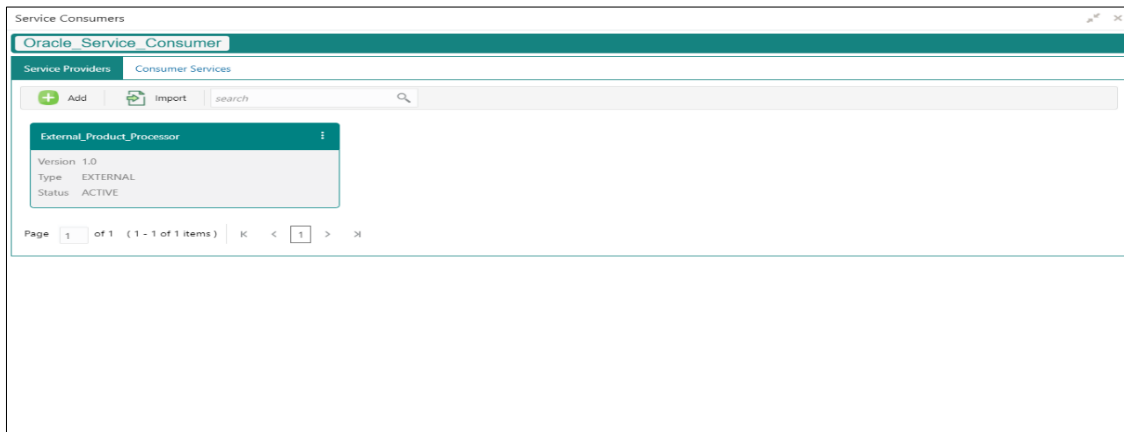 Service Consumers
Oracle_Service_Consumer
Service Providers Consumer Services
Add Import search
External_Product_Processor
Version 1.0
Type EXTERNAL
Status ACTIVE
Page 1 of 1 (1 - 1 of 1 items) K < 1 > >|